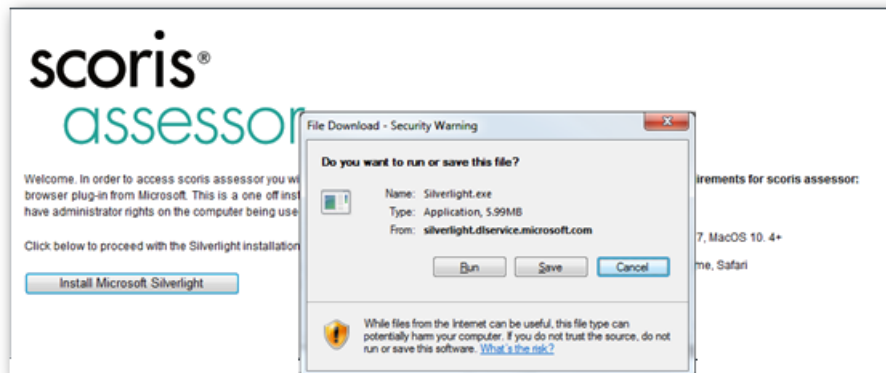 scoris®
assessor
File Download - Security Warning
Do you want to run or save this file?
Welcome. In order to access scoris assessor you
browser plug-in from Microsoft. This is a one off
have administrator rights on the computer being
Click below to proceed with the Silverlight installation
Install Microsoft Silverlight
Name: Silverlight.exe
Type: Application, 5.99MB
From: silverlight.dlservice.microsoft.com
Run Save Cancel
While files from the Internet can be useful, this file type can
potentially harm your computer. If you do not trust the source, do not
run or save this software. What's the risk?
for scoris assessor:
7, MacOS 10. 4+
Safari